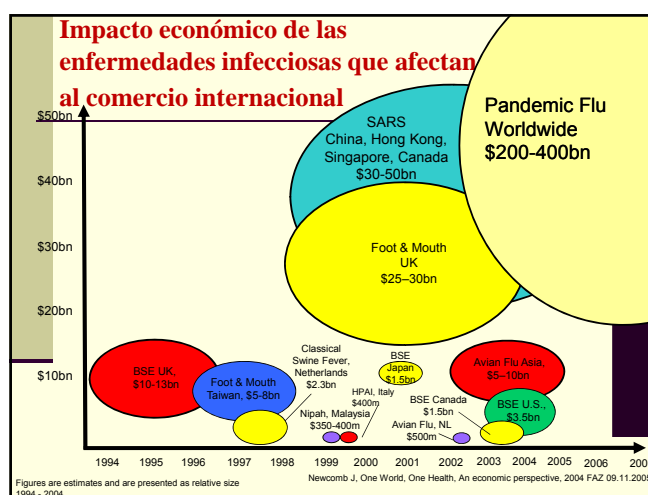 Impacto económico de las
enfermedades infecciosas que afectan
al comercio internacional
$50bn
$40bn
$30bn
$20bn
$10bn
Pandemic Flu
Worldwide
$200-400bn
SARS
China, Hong Kong,
Singapore, Canada
$30-50bn
Foot & Mouth
UK
$25–30bn
BSE UK,
$10-13bn
Foot & Mouth
Taiwan, $5-8bn
Classical
Swine Fever,
Netherlands
$2.3bn
Nipah, Malaysia
$350-400m
HPAI, Italy
$400m
BSE
Japan
$1.5bn
BSE Canada
$1.5bn
Avian Flu, NL
$500m
Avian Flu Asia,
$5–10bn
BSE U.S.,
$3.5bn
1994 1995 1996 1997 1998 1999 2000 2001 2002 2003 2004 2005 2006
Figures are estimates and are presented as relative size
1994 - 2004
Newcomb J, One World, One Health, An economic perspective, 2004 FAZ 09.11.2005